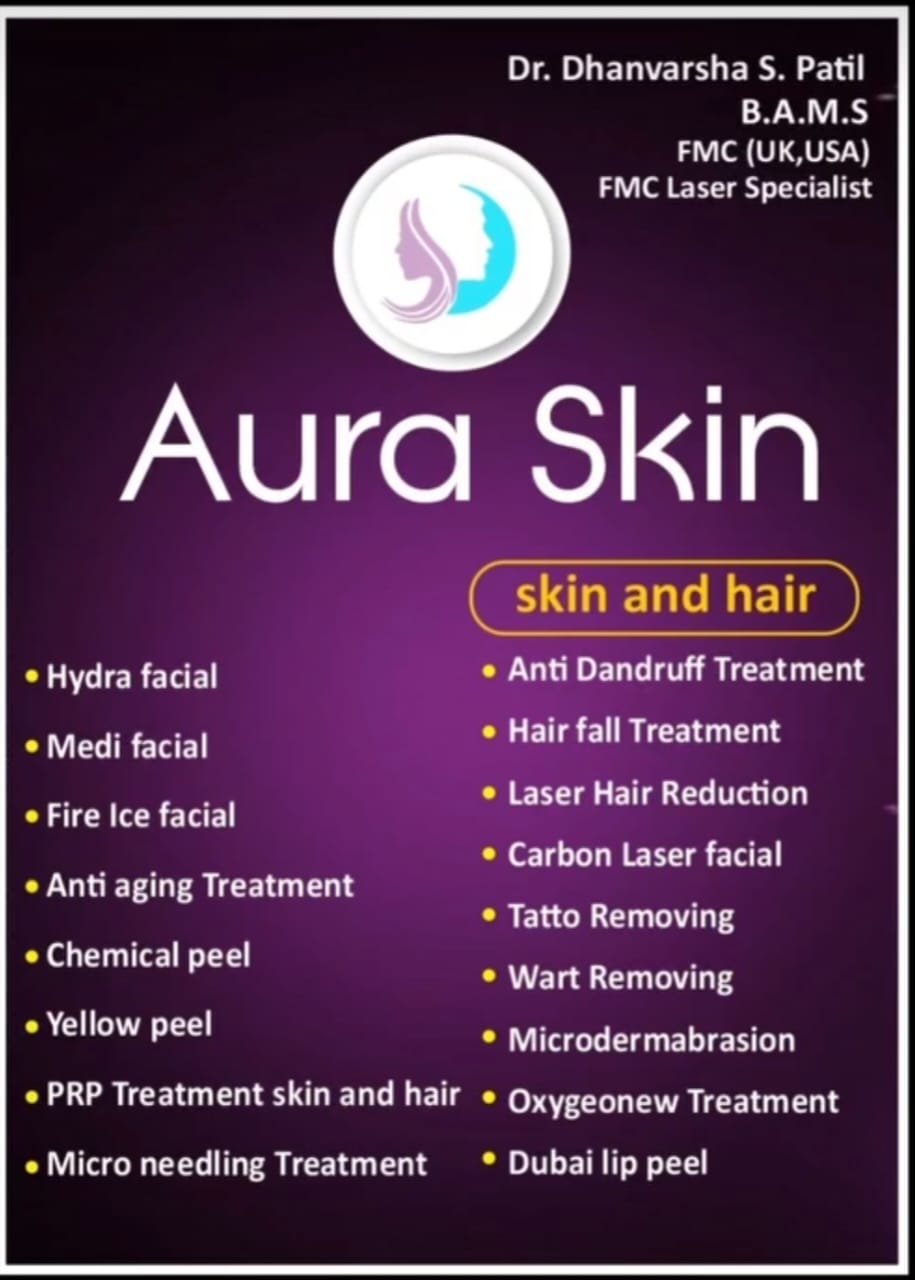 Dr. Dhanvarsha S. Patil
B.A.M.S
FMC (UK,USA)
FMC Laser Specialist
Aura Skin
skin and hair
• Hydra facial
• Medi facial
• Fire Ice facial
• Anti aging Treatment
• Chemical peel
• Yellow peel
• PRP Treatment skin and hair
• Micro needling Treatment
• Anti Dandruff Treatment
• Hair fall Treatment
• Laser Hair Reduction
• Carbon Laser facial
• Tatto Removing
• Wart Removing
• Microdermabrasion
• Oxygeonew Treatment
• Dubai lip peel